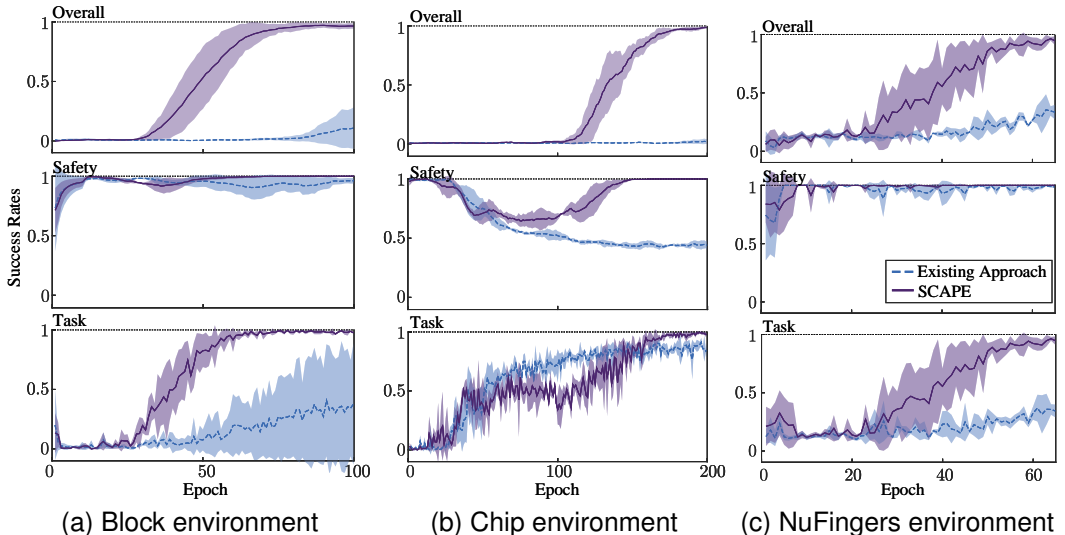 Overall
1
0.5
0
Safety
1
0.5
0
Task
1
0.5
0
0
50
100
Epoch
Success Rates
(a) Block environment
Overall
1
0.5
0
Safety
1
0.5
0
Task
1
0.5
0
0
100
200
Epoch
(b) Chip environment
Overall
1
0.5
0
Safety
1
0.5
0
Existing Approach
SCAPE
Task
1
0.5
0
0
20
40
60
Epoch
(c) NuFingers environment